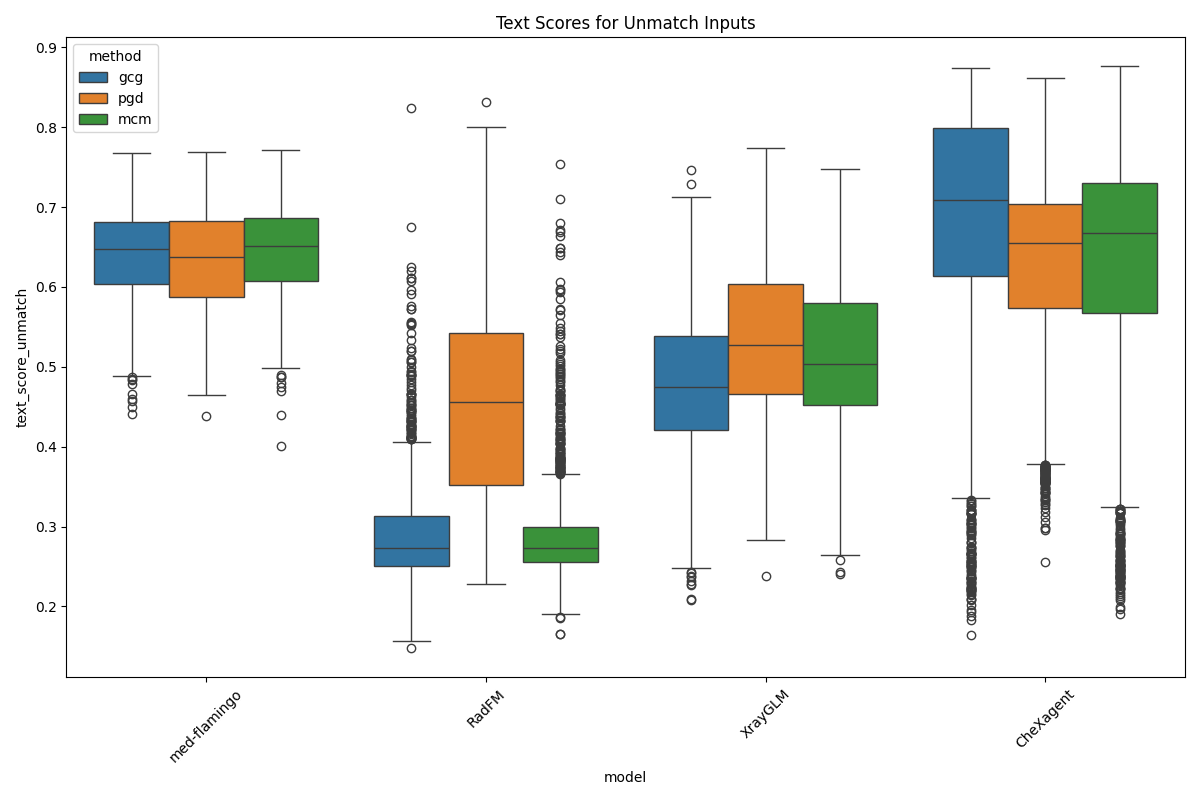 Text Scores for Unmatch Inputs
method
gcg
pgd
mcm
text_score_unmatch
0.9
0.8
0.7
0.6
0.5
0.4
0.3
0.2
med-flamingo
RadFM
XrayGLM
CheXagent
model